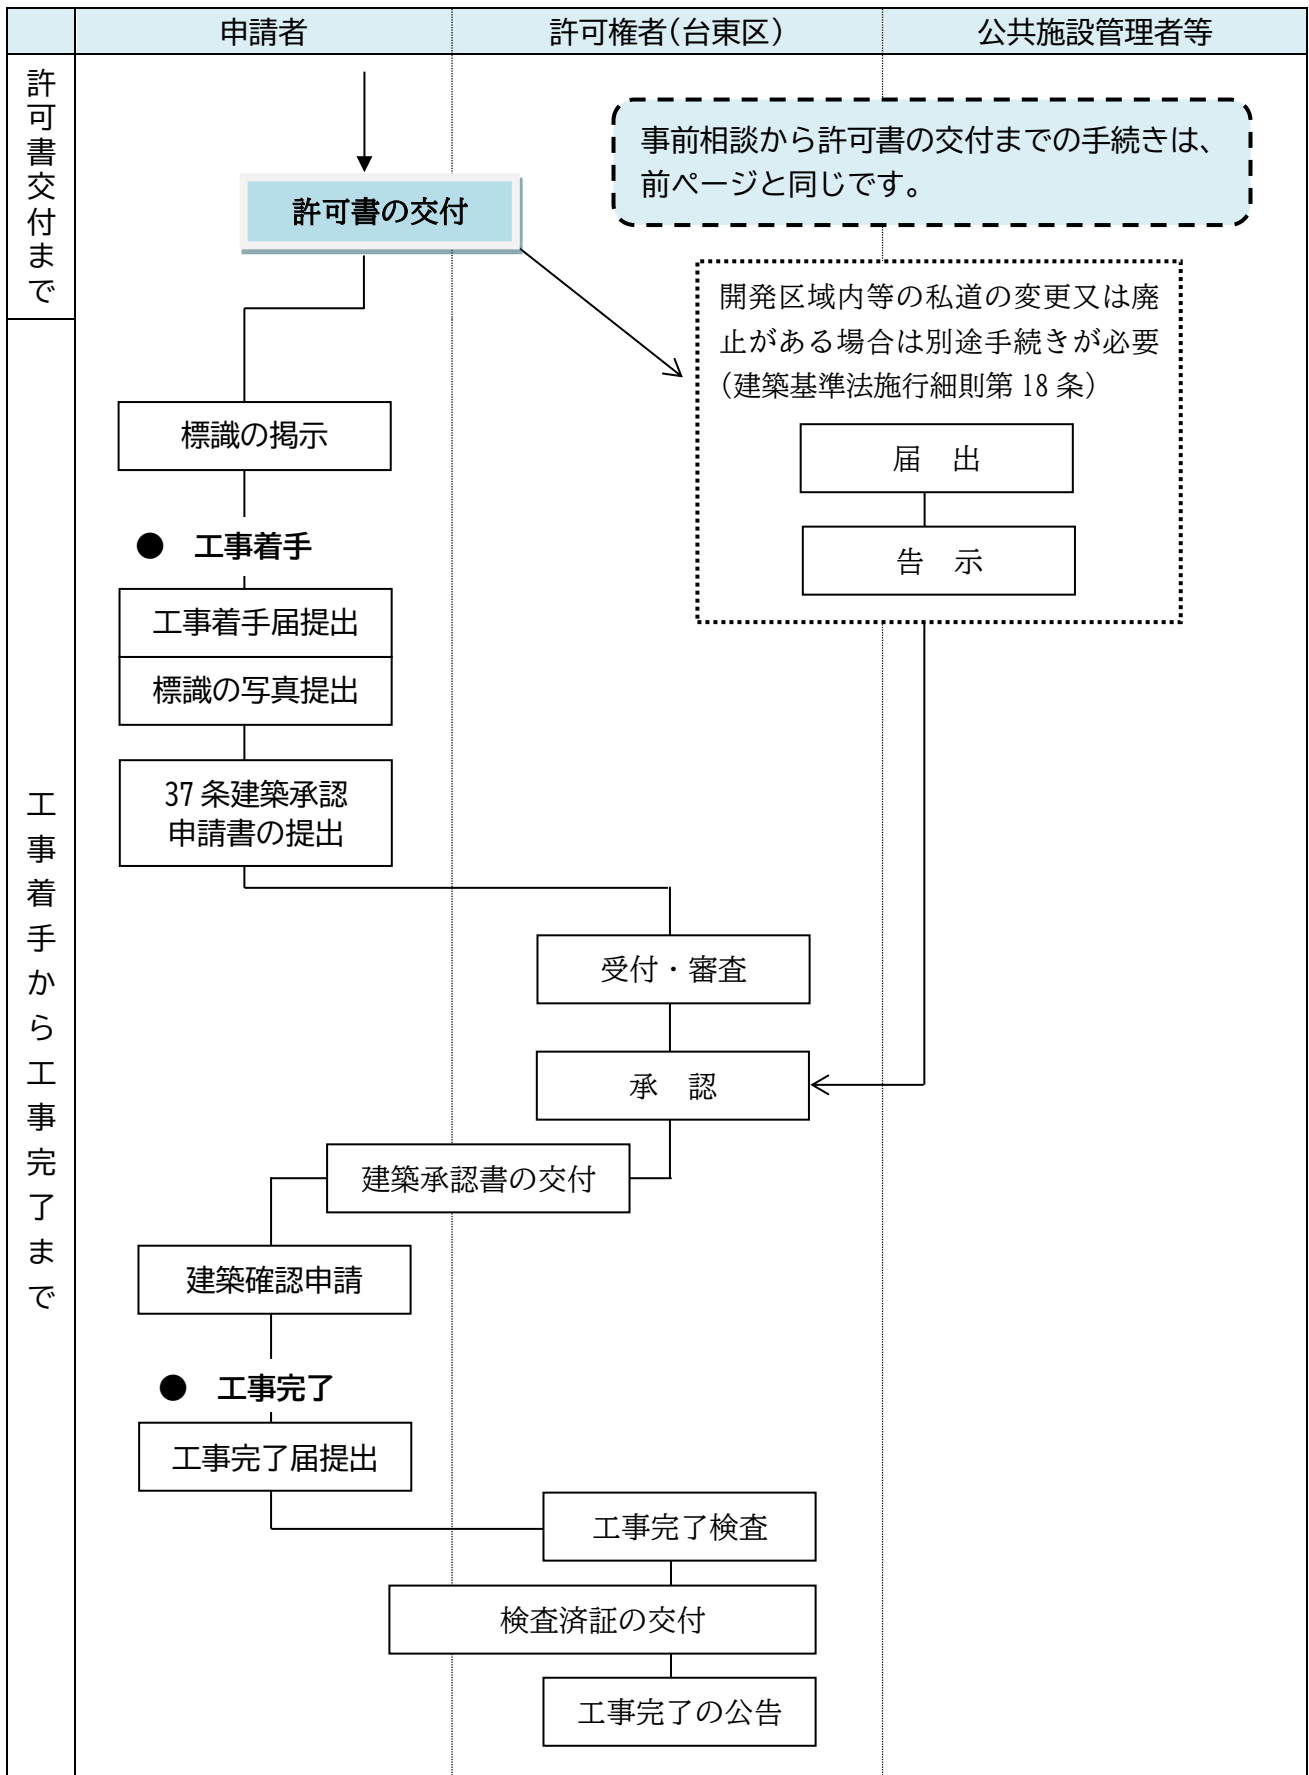 申請者
許可権者(台東区)
公共施設管理者等
許可書交付まで
事前相談から許可書の交付までの手続きは、
前ページと同じです。
許可書の交付
開発区域内等の私道の変更又は廃
止がある場合は別途手続きが必要
(建築基準法施行細則第 18 条)
届 出
告 示
工事着手から工事完了まで
標識の掲示
● 工事着手
工事着手届提出
標識の写真提出
37 条建築承認
申請書の提出
受付・審査
承 認
建築承認書の交付
建築確認申請
● 工事完了
工事完了届提出
工事完了検査
検査済証の交付
工事完了の公告